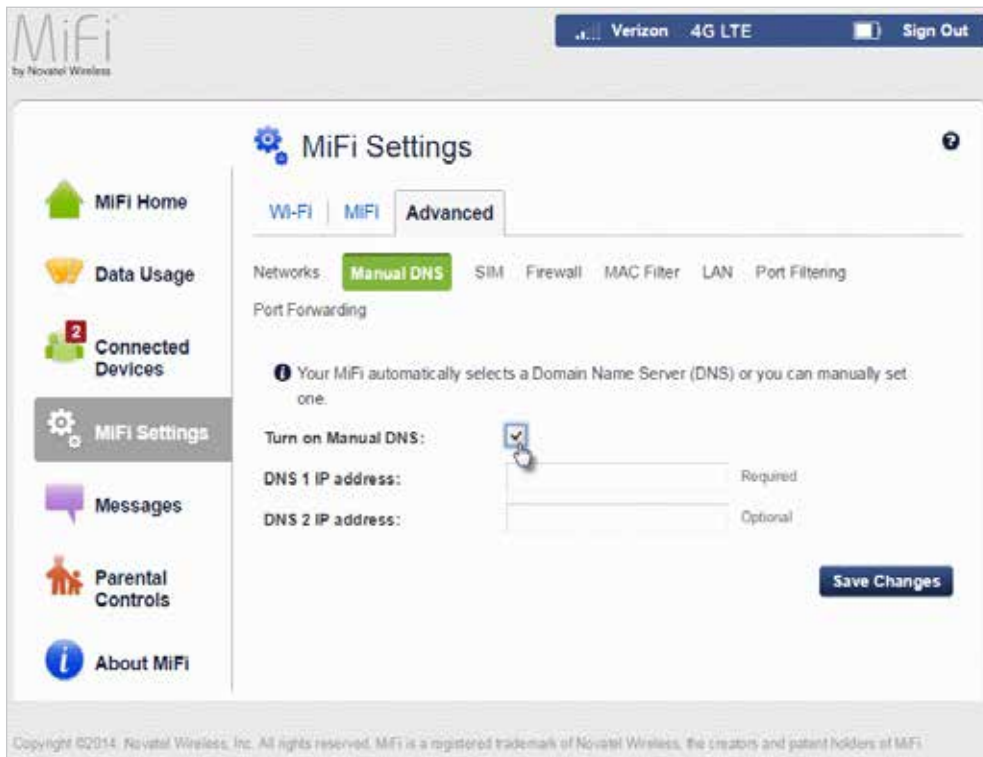 MiFi
by Novatel Wireless
Verizon 4G LTE Sign Out
MiFi Settings
MiFi Home
Data Usage
2
Connected
Devices
MiFi Settings
Messages
Parental
Controls
About MiFi
Wi-Fi MiFi Advanced
Networks Manual DNS SIM Firewall MAC Filter LAN Port Filtering
Port Forwarding
Your MiFi automatically selects a Domain Name Server (DNS) or you can manually set
one.
Turn on Manual DNS:
DNS 1 IP address: Required
DNS 2 IP address: Optional
Save Changes
Copyright ©2014. Novatel Wireless, Inc. All rights reserved. MiFi is a registered trademark of Novatel Wireless, the creators and patent holders of MiFi.